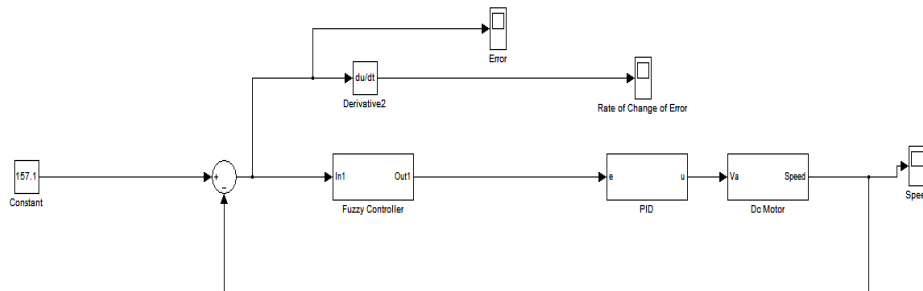 Error
du/dt
Derivative2
Rate of Change of Error
157.1
Constant
+
−
In1
Out1
Fuzzy Controller
e
u
PID
Va
Speed
Dc Motor
Spee